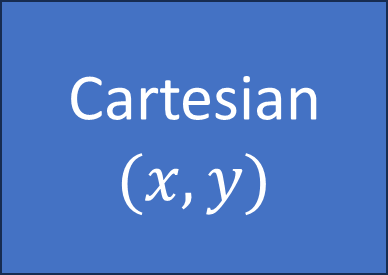 Cartesian
(x, y)